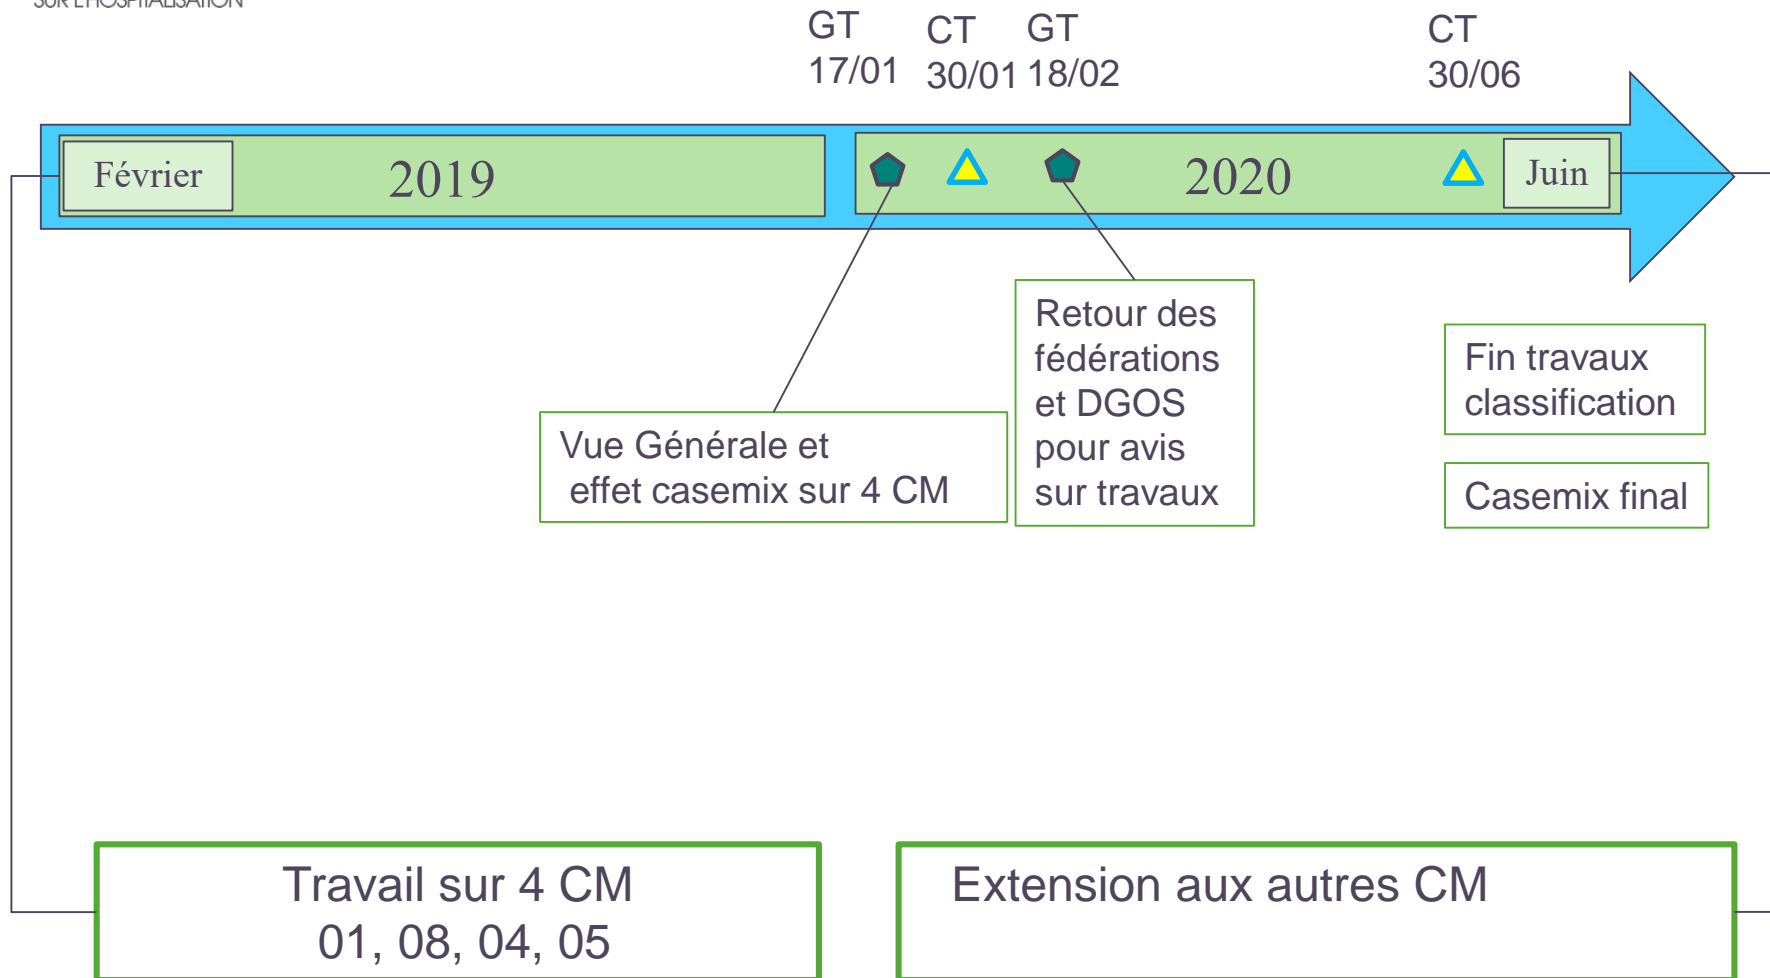 SUR L'HOSPITALISATION
GT
17/01
CT
30/01
GT
18/02
CT
30/06
Février
2019
2020
Juin
Vue Générale et
effet casemix sur 4 CM
Retour des
fédérations
et DGOS
pour avis
sur travaux
Fin travaux
classification
Casemix final
Travail sur 4 CM
01, 08, 04, 05
Extension aux autres CM